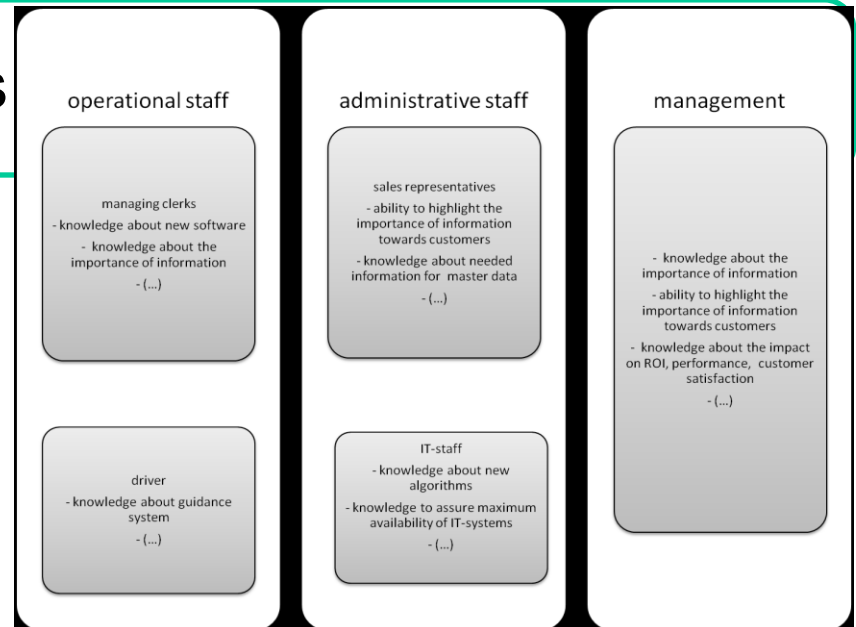 s
operational staff
managing clerks
- knowledge about new software
- knowledge about the
importance of information
- (...)
driver
- knowledge about guidance
system
- (...)
administrative staff
sales representatives
- ability to highlight the
importance of information
towards customers
- knowledge about needed
information for master data
- (...)
IT-staff
- knowledge about new
algorithms
- knowledge to assure maximum
availability of IT-systems
- (...)
management
- knowledge about the
importance of information
- ability to highlight the
importance of information
towards customers
- knowledge about the impact
on ROI, performance, customer
satisfaction
- (...)